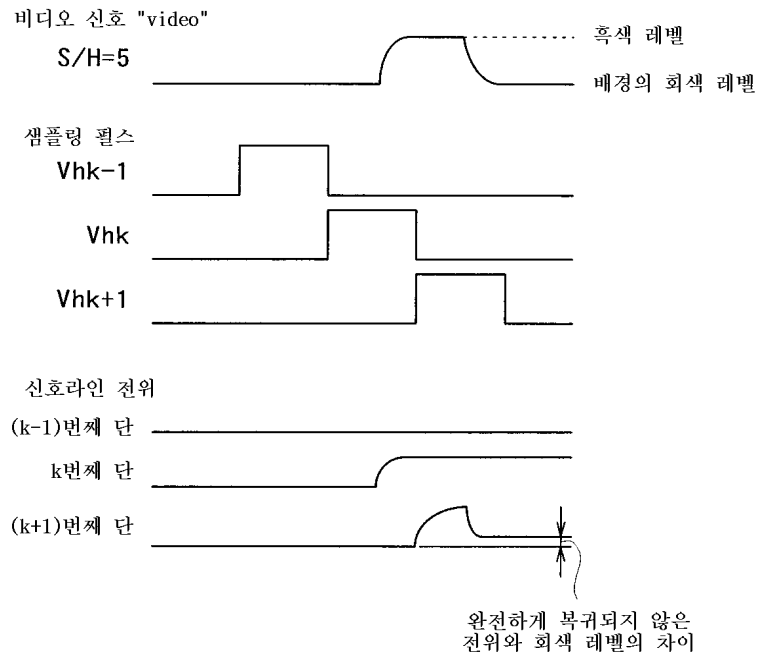 비디오 신호 "video"
S/H=5
흑색 레벨
배경의 회색 레벨
샘플링 펄스
Vhk-1
Vhk
Vhk+1
신호라인 전위
(k-1)번째 단
k번째 단
(k+1)번째 단
완전하게 복귀되지 않은
전위와 회색 레벨의 차이